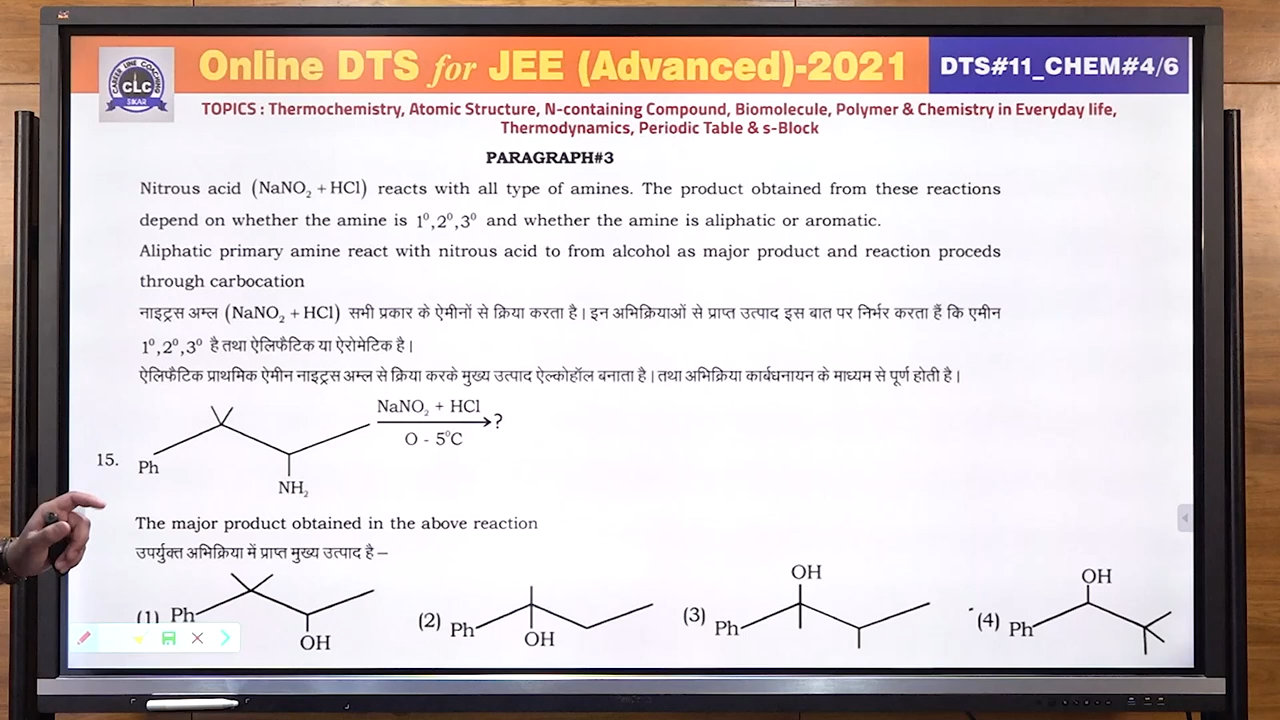 Online DTS for JEE (Advanced)-2021
DTS#11_CHEM#4/6
CAREER LINE COACHING
CLC
SIKAR
TOPICS : Thermochemistry, Atomic Structure, N-containing Compound, Biomolecule, Polymer & Chemistry in Everyday life,
Thermodynamics, Periodic Table & s-Block
PARAGRAPH#3
Nitrous acid (NaNO₂ + HCl) reacts with all type of amines. The product obtained from these reactions
depend on whether the amine is 1⁰,2⁰,3⁰ and whether the amine is aliphatic or aromatic.
Aliphatic primary amine react with nitrous acid to from alcohol as major product and reaction proceds
through carbocation
नाइट्रस अम्ल (NaNO₂ + HCl) सभी प्रकार के ऐमीनों से क्रिया करता है। इन अभिक्रियाओं से प्राप्त उत्पाद इस बात पर निर्भर करता हैं कि एमीन
1⁰,2⁰,3⁰ है तथा ऐलिफैटिक या ऐरोमेटिक है।
ऐलिफैटिक प्राथमिक ऐमीन नाइट्रस अम्ल से क्रिया करके मुख्य उत्पाद ऐल्कोहॉल बनाता है। तथा अभिक्रिया कार्बधनायन के माध्यम से पूर्ण होती है।
NaNO₂ + HCl
?
O - 5⁰C
15.
Ph
NH₂
The major product obtained in the above reaction
उपर्युक्त अभिक्रिया में प्राप्त मुख्य उत्पाद है –
(1) Ph OH
(2) Ph OH
(3) Ph OH
(4) Ph OH